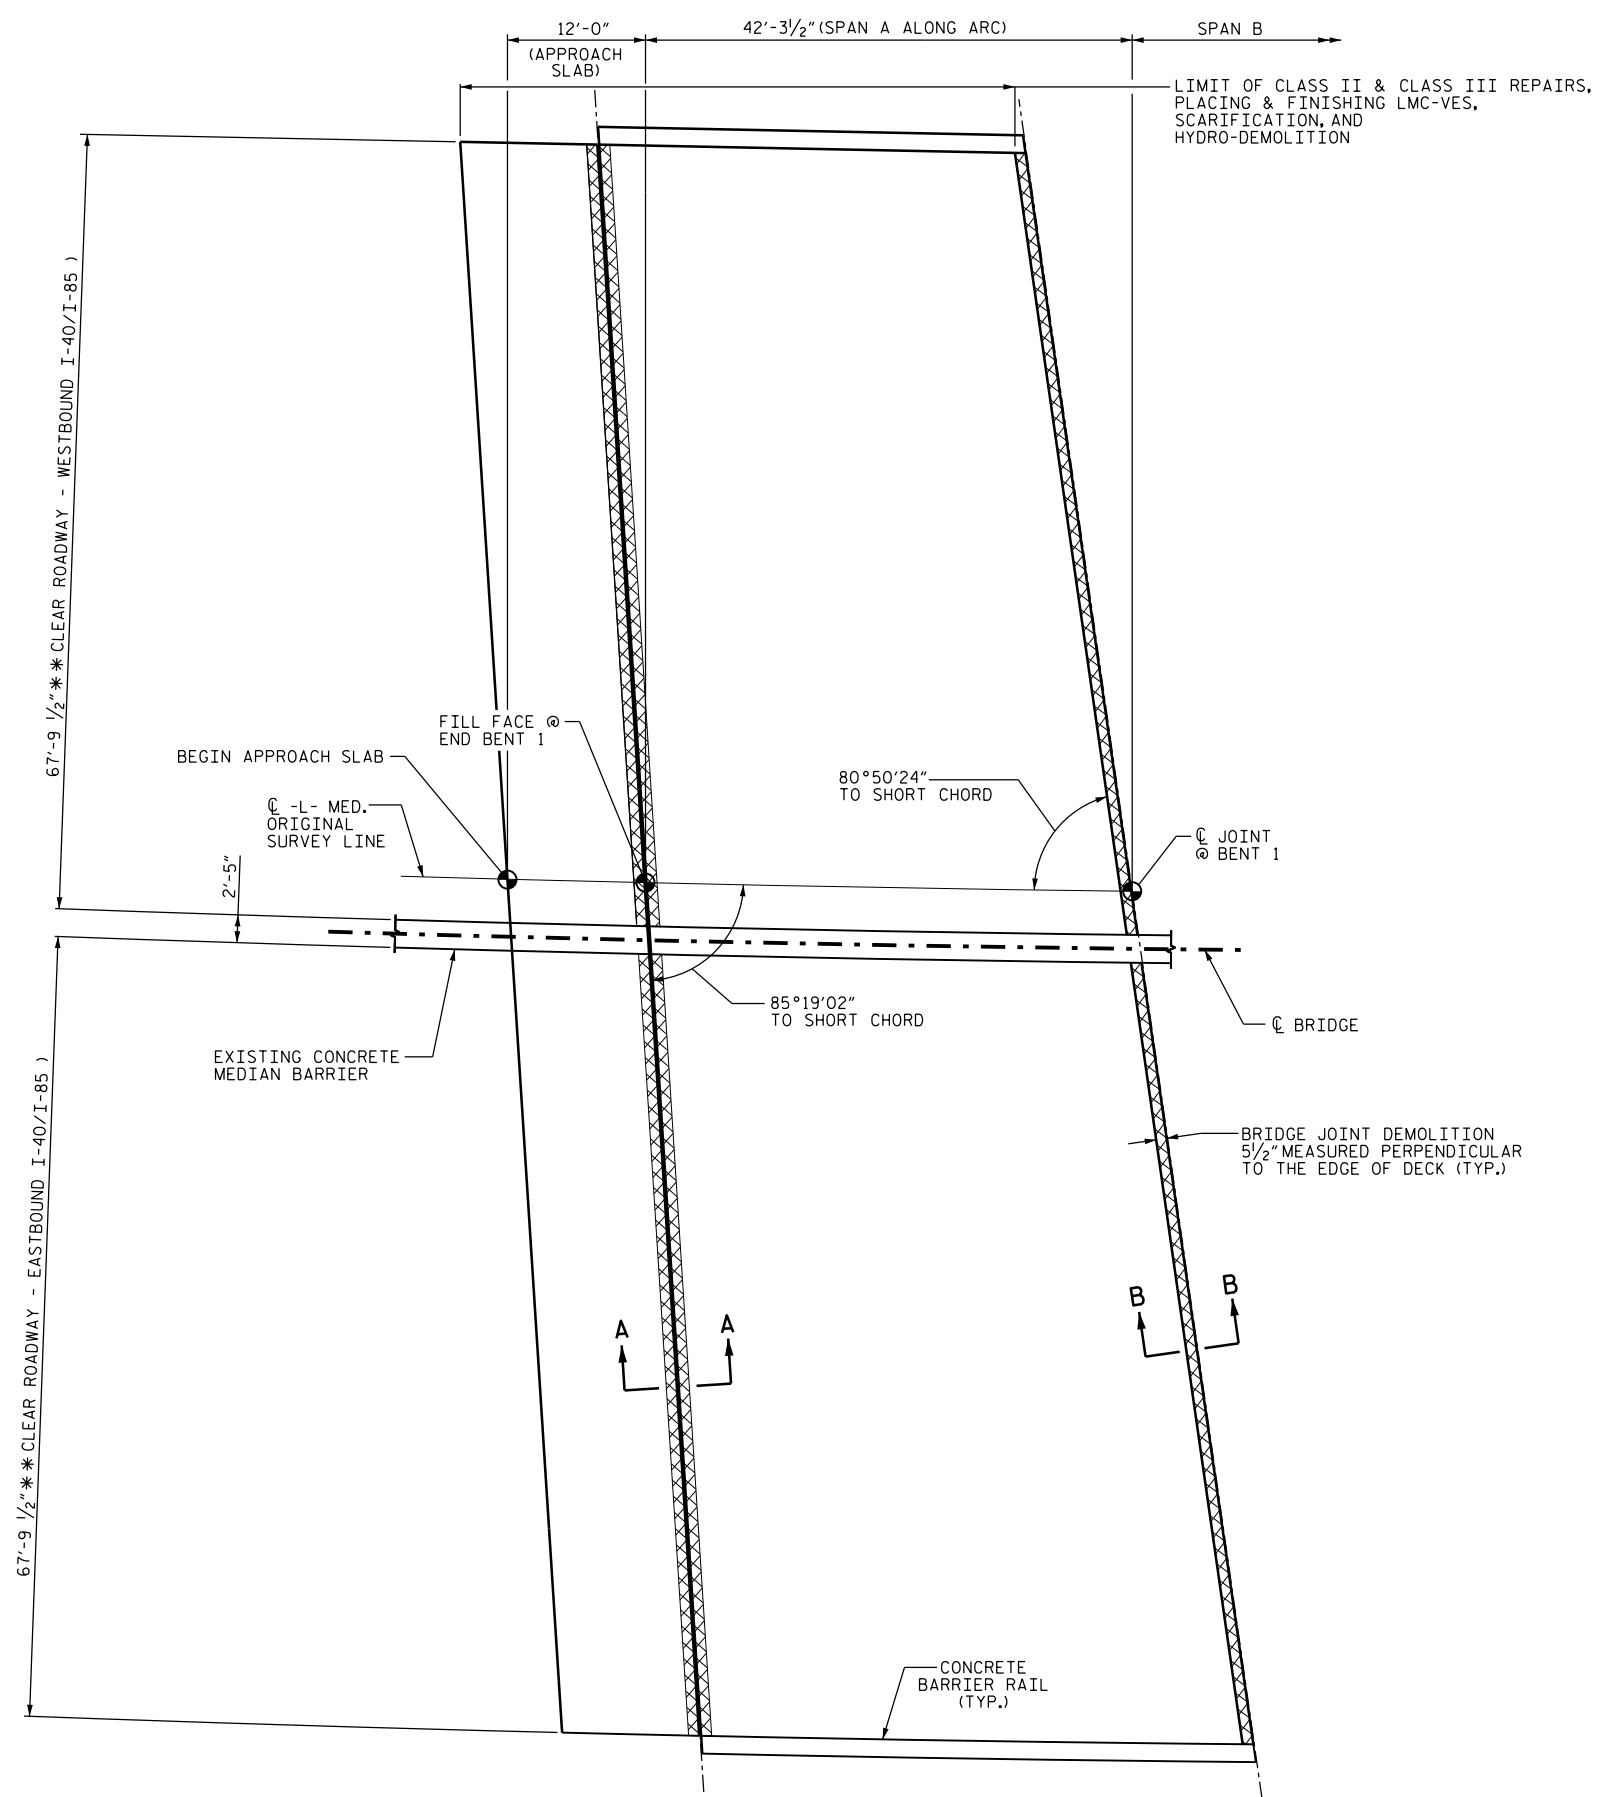 12'-0"
(APPROACH
SLAB)
42'-3½"(SPAN A ALONG ARC)
SPAN B
LIMIT OF CLASS II & CLASS III REPAIRS,
PLACING & FINISHING LMC-VES,
SCARIFICATION, AND
HYDRO-DEMOLITION
67'-9 ½"**CLEAR ROADWAY - WESTBOUND I-40/I-85 )
FILL FACE @
END BENT 1
BEGIN APPROACH SLAB
℄ -L- MED.
ORIGINAL
SURVEY LINE
2'-5"
80°50'24"
TO SHORT CHORD
℄ JOINT
@ BENT 1
85°19'02"
TO SHORT CHORD
℄ BRIDGE
EXISTING CONCRETE
MEDIAN BARRIER
67'-9 ½"**CLEAR ROADWAY - EASTBOUND I-40/I-85 )
BRIDGE JOINT DEMOLITION
5½"MEASURED PERPENDICULAR
TO THE EDGE OF DECK (TYP.)
A
A
B
B
CONCRETE
BARRIER RAIL
(TYP.)